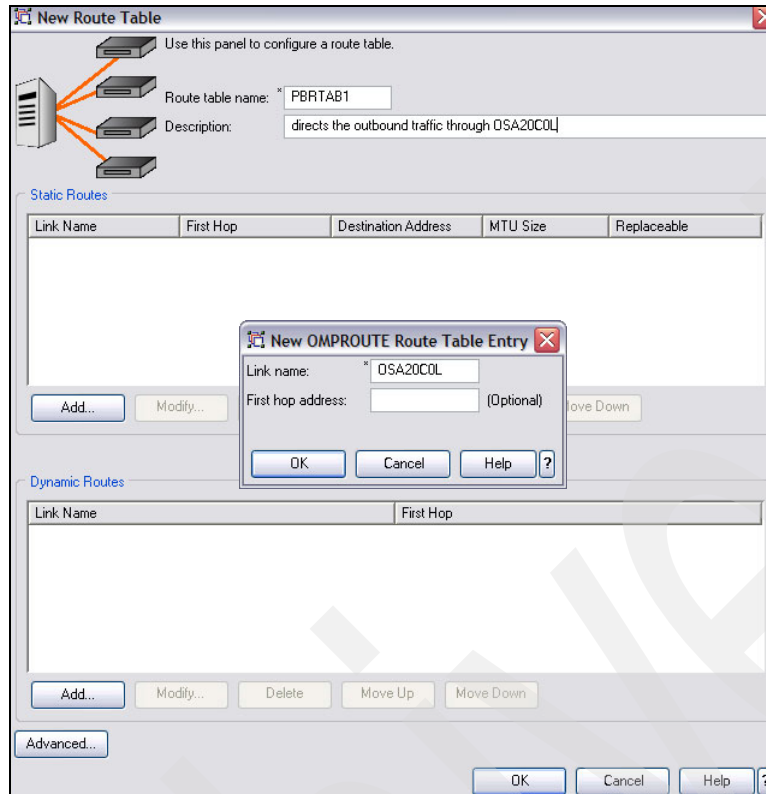 New Route Table
Use this panel to configure a route table.
Route table name: * PBRTAB1
Description: directs the outbound traffic through OSA20C0L
Static Routes
Link Name First Hop Destination Address MTU Size Replaceable
New OMPROUTE Route Table Entry
Link name: * OSA20C0L
First hop address: (Optional)
OK Cancel Help ?
Add... Modify... Move Down
Dynamic Routes
Link Name First Hop
Add... Modify... Delete Move Up Move Down
Advanced...
OK Cancel Help ?